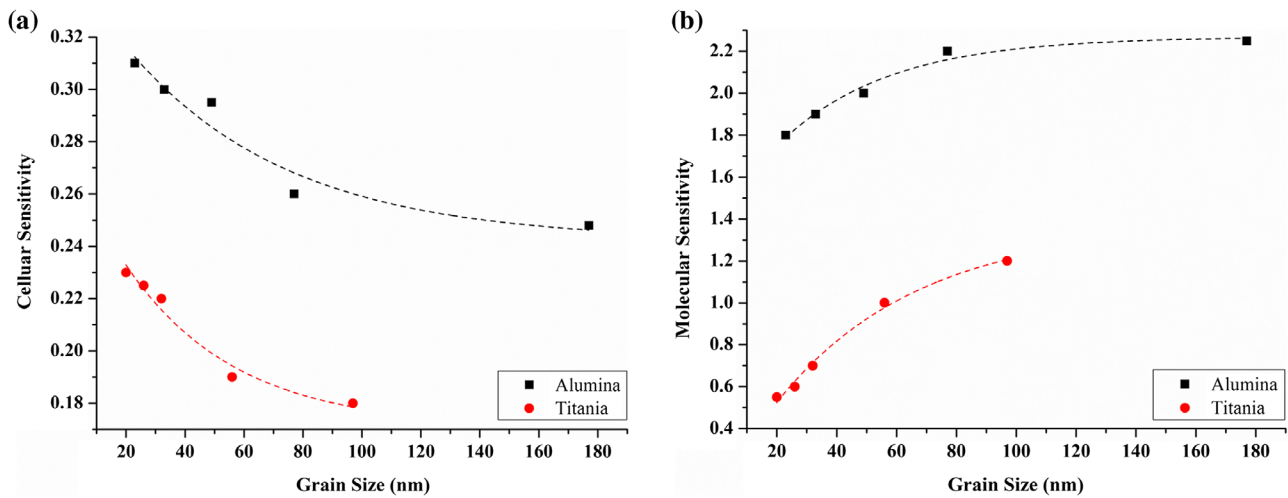 (a)
Celluar Sensitivity
0.32
0.30
0.28
0.26
0.24
0.22
0.20
0.18
20 40 60 80 100 120 140 160 180
Grain Size (nm)
Alumina
Titania
(b)
Molecular Sensitivity
2.2
2.0
1.8
1.6
1.4
1.2
1.0
0.8
0.6
0.4
20 40 60 80 100 120 140 160 180
Grain Size (nm)
Alumina
Titania